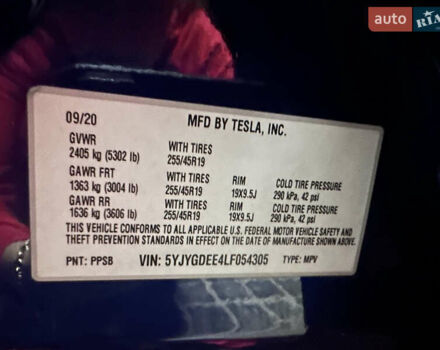 auto RIA
09/20 MFD BY TESLA, INC.
GVWR WITH TIRES
2405 kg (5302 lb) 255/45R19
GAWR FRT WITH TIRES RIM COLD TIRE PRESSURE
1363 kg (3004 lb) 255/45R19 19X9.5J 290 kPa, 42 psi
GAWR RR WITH TIRES RIM COLD TIRE PRESSURE
1636 kg (3606 lb) 255/45R19 19X9.5J 290 kPa, 42 psi
THIS VEHICLE CONFORMS TO ALL APPLICABLE U.S. FEDERAL MOTOR VEHICLE SAFETY AND
THEFT PREVENTION STANDARDS IN EFFECT ON THE DATE OF MANUFACTURE SHOWN ABOVE.
PNT: PPSB VIN: 5YJYGDEE4LF054305 TYPE: MPV